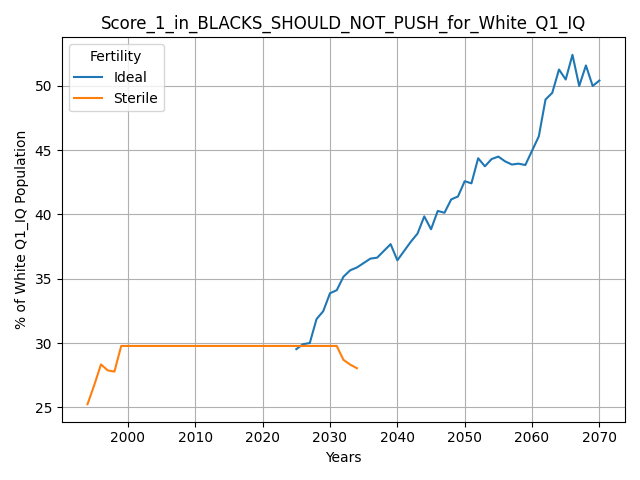 Score_1_in_BLACKS_SHOULD_NOT_PUSH_for_White_Q1_IQ
Fertility
Ideal
Sterile
% of White Q1_IQ Population
50
45
40
35
30
25
2000 2010 2020 2030 2040 2050 2060 2070
Years